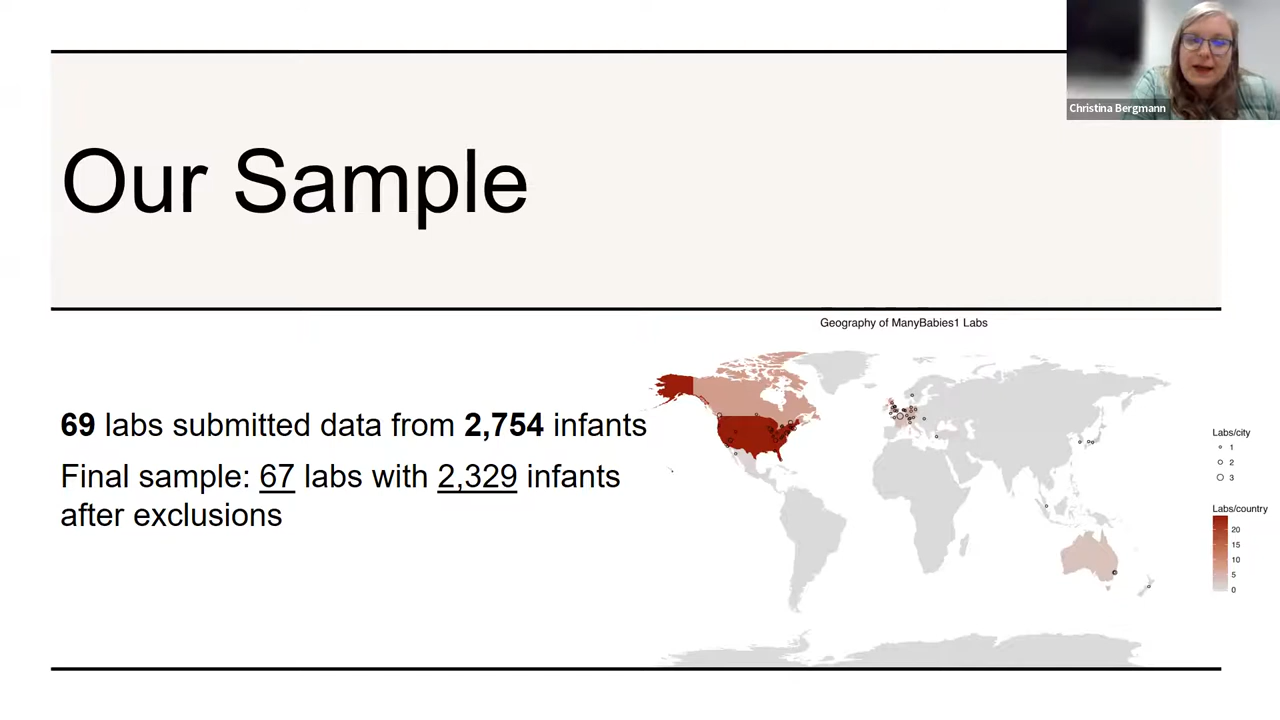 Christina Bergmann
Our Sample
Geography of ManyBabies1 Labs
69 labs submitted data from 2,754 infants
Final sample: 67 labs with 2,329 infants
after exclusions
Labs/city
1
2
3
Labs/country
20
15
10
5
0